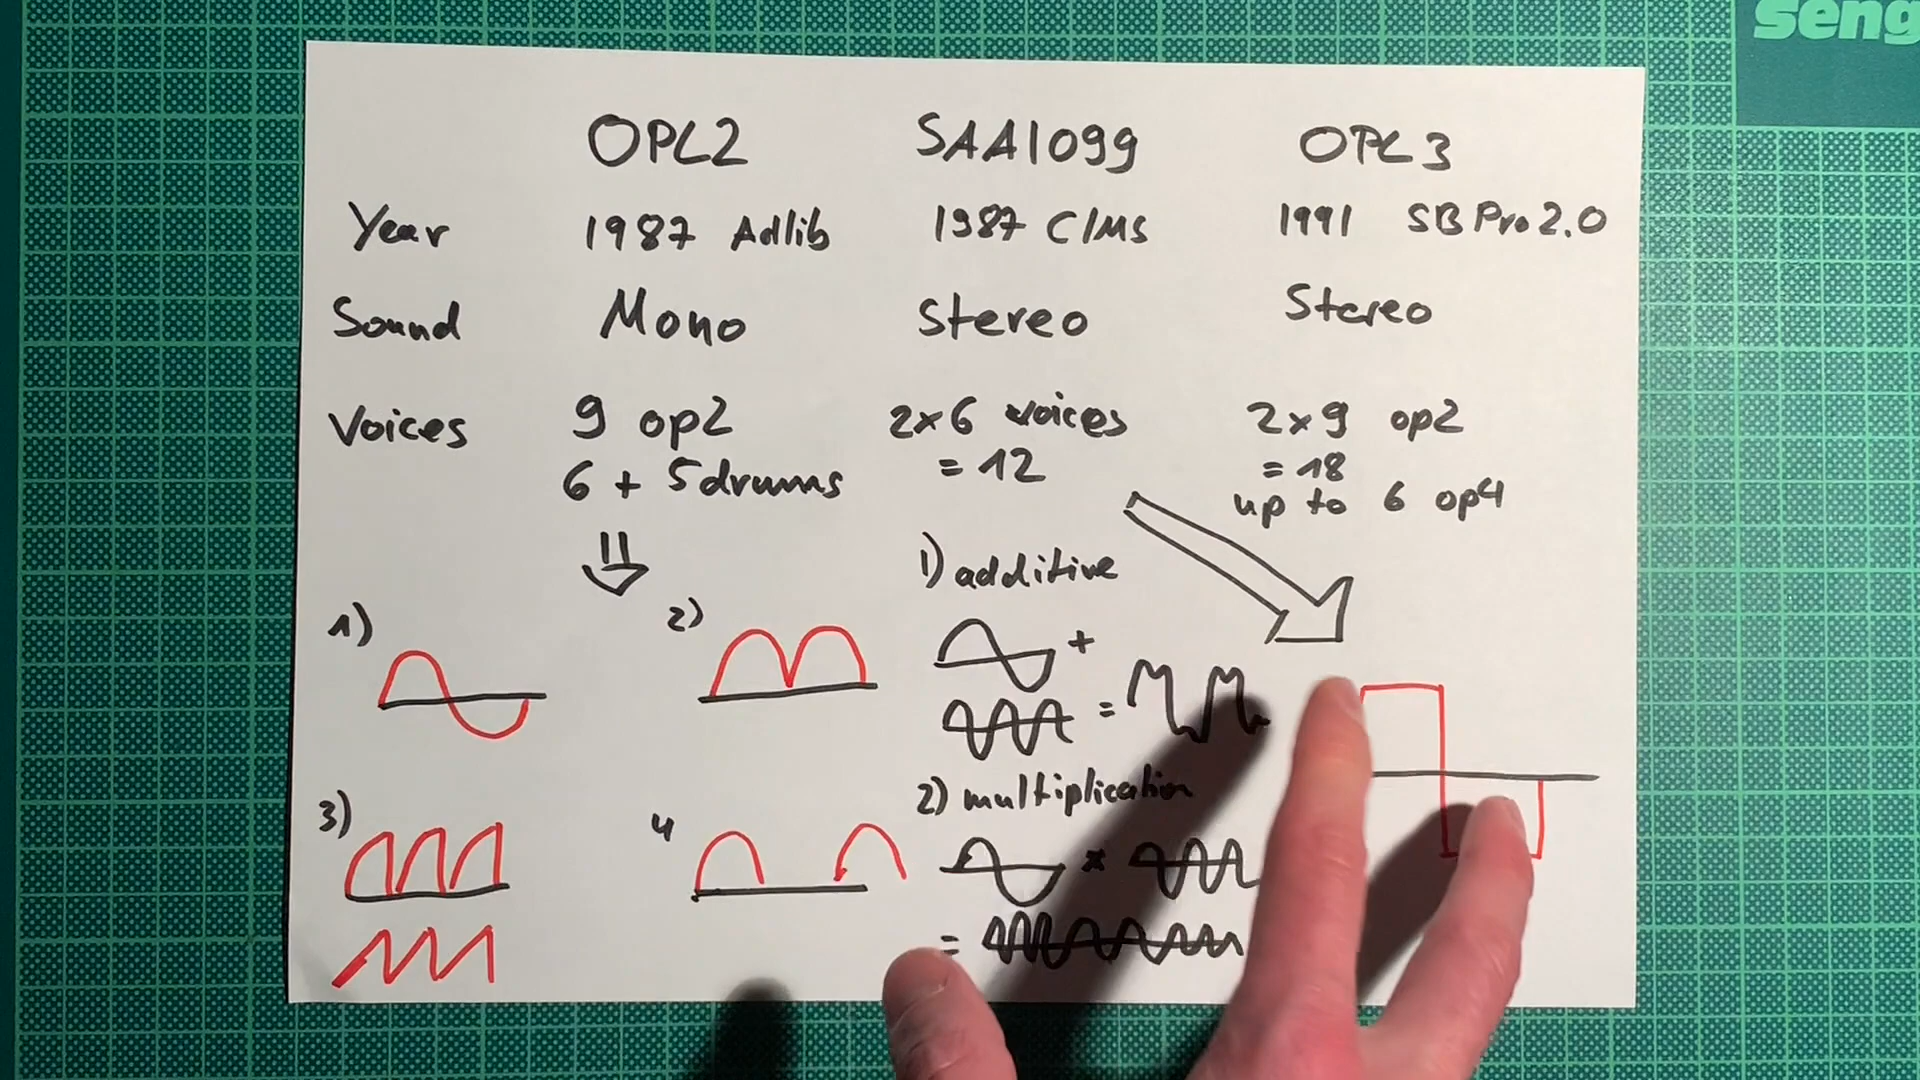 seng
OPL2 SAA1099 OPL3
Year 1987 Adlib 1987 C/MS 1991 SB Pro 2.0
Sound Mono Stereo Stereo
Voices 9 op2 2x6 voices 2x9 op2
6 + 5 drums = 12 = 18
up to 6 op4
1) additive
1) 2) +
=
2) multiplication
3) 4 x
=